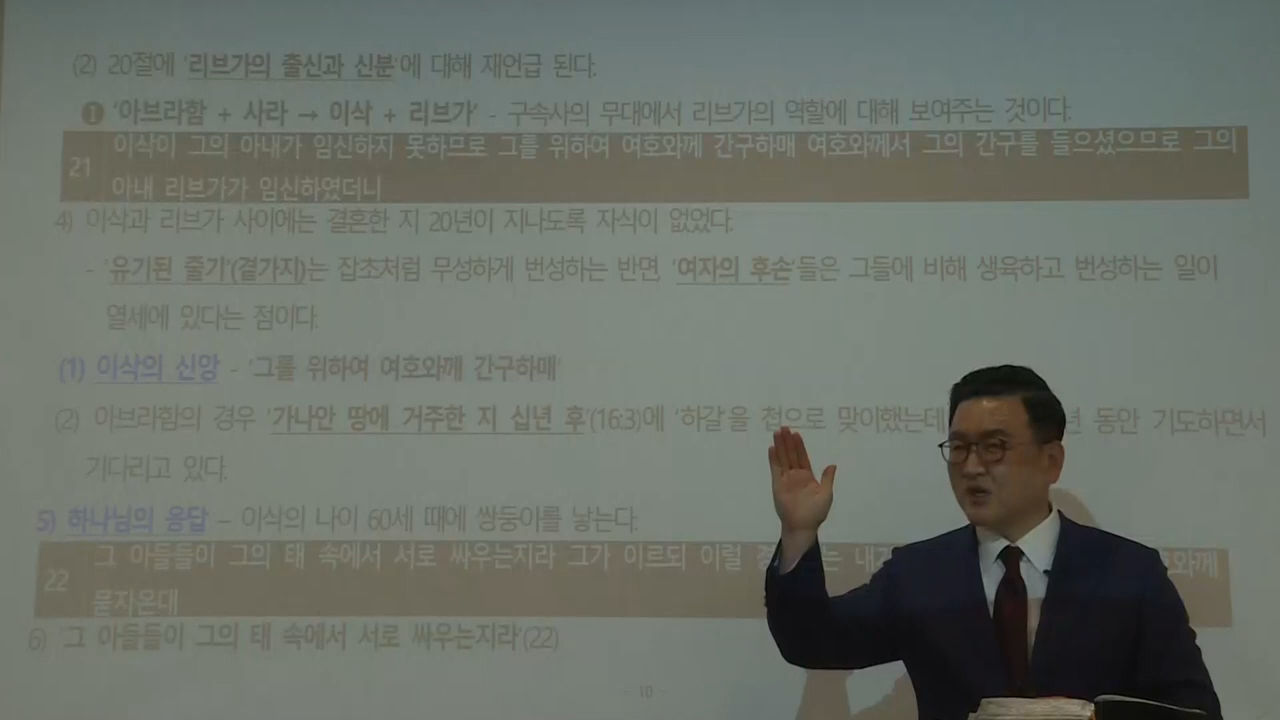 (2) 20절에 '리브가의 출신과 신분'에 대해 재언급 된다.
❶ '아브라함 + 사라 → 이삭 + 리브가' - 구속사의 무대에서 리브가의 역할에 대해 보여주는 것이다.
21 이삭이 그의 아내가 임신하지 못하므로 그를 위하여 여호와께 간구하매 여호와께서 그의 간구를 들으셨으므로 그의
아내 리브가가 임신하였더니
4) 이삭과 리브가 사이에는 결혼한 지 20년이 지나도록 자식이 없었다.
- '유기된 줄기'(곁가지)는 잡초처럼 무성하게 번성하는 반면 '여자의 후손'들은 그들에 비해 생육하고 번성하는 일이
열세에 있다는 점이다.
(1) 이삭의 신앙 - '그를 위하여 여호와께 간구하매'
(2) 아브라함의 경우 '가나안 땅에 거주한 지 십년 후'(16:3)에 '하갈'을 첩으로 맞이했는데 동안 기도하면서
기다리고 있다.
5) 하나님의 응답 – 이삭의 나이 60세 때에 쌍둥이를 낳는다.
22 그 아들들이 그의 태 속에서 서로 싸우는지라 그가 이르되 이럴
묻자온대
6) '그 아들들이 그의 태 속에서 서로 싸우는지라'(22)
- 10 -